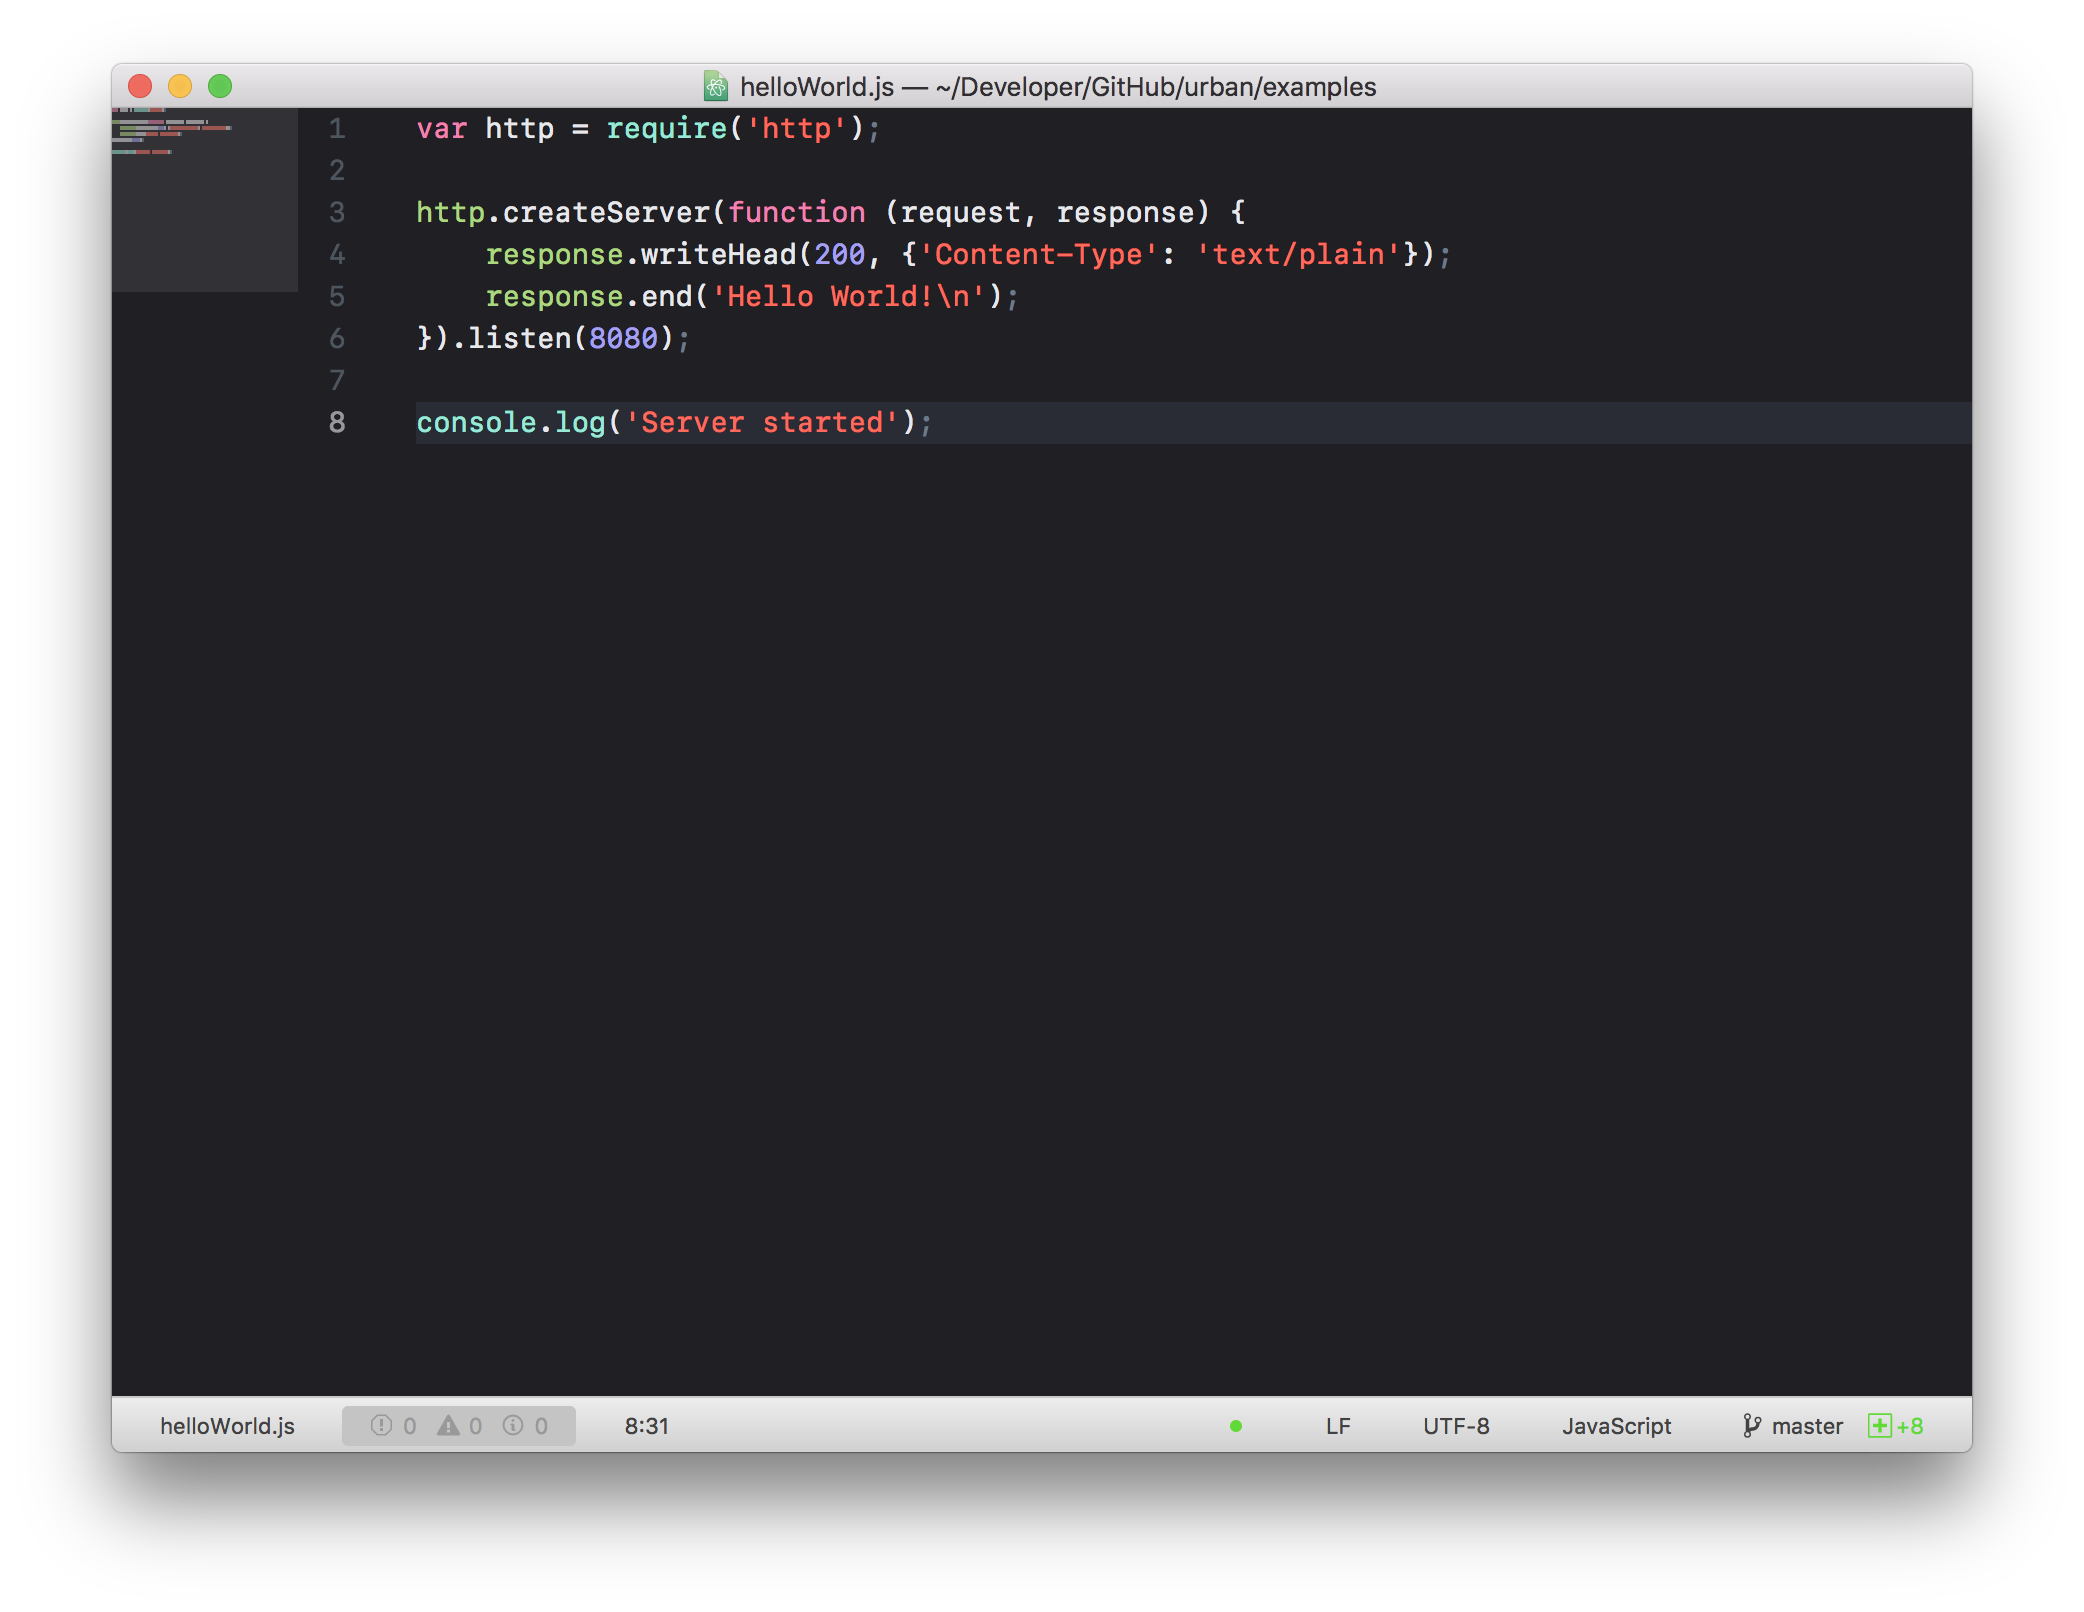 helloWorld.js — ~/Developer/GitHub/urban/examples
1 var http = require('http');
2
3 http.createServer(function (request, response) {
4     response.writeHead(200, {'Content-Type': 'text/plain'});
5     response.end('Hello World!\n');
6 }).listen(8080);
7
8 console.log('Server started');
helloWorld.js 0 0 0 8:31 LF UTF-8 JavaScript master +8